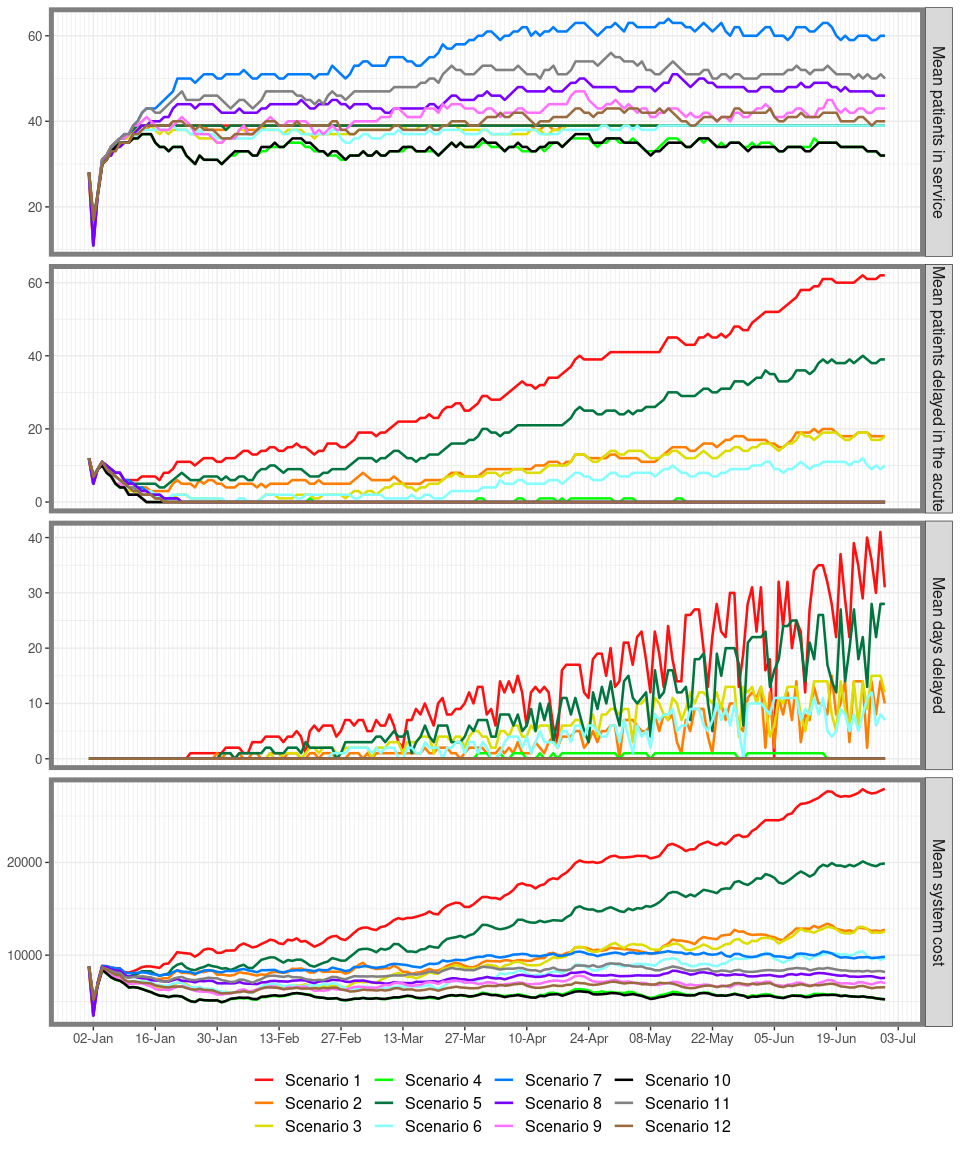 60
40
20
Mean patients in service
60
40
20
0
Mean patients delayed in the acute
40
30
20
10
0
Mean days delayed
20000
10000
Mean system cost
02-Jan 16-Jan 30-Jan 13-Feb 27-Feb 13-Mar 27-Mar 10-Apr 24-Apr 08-May 22-May 05-Jun 19-Jun 03-Jul
Scenario 1 Scenario 4 Scenario 7 Scenario 10
Scenario 2 Scenario 5 Scenario 8 Scenario 11
Scenario 3 Scenario 6 Scenario 9 Scenario 12